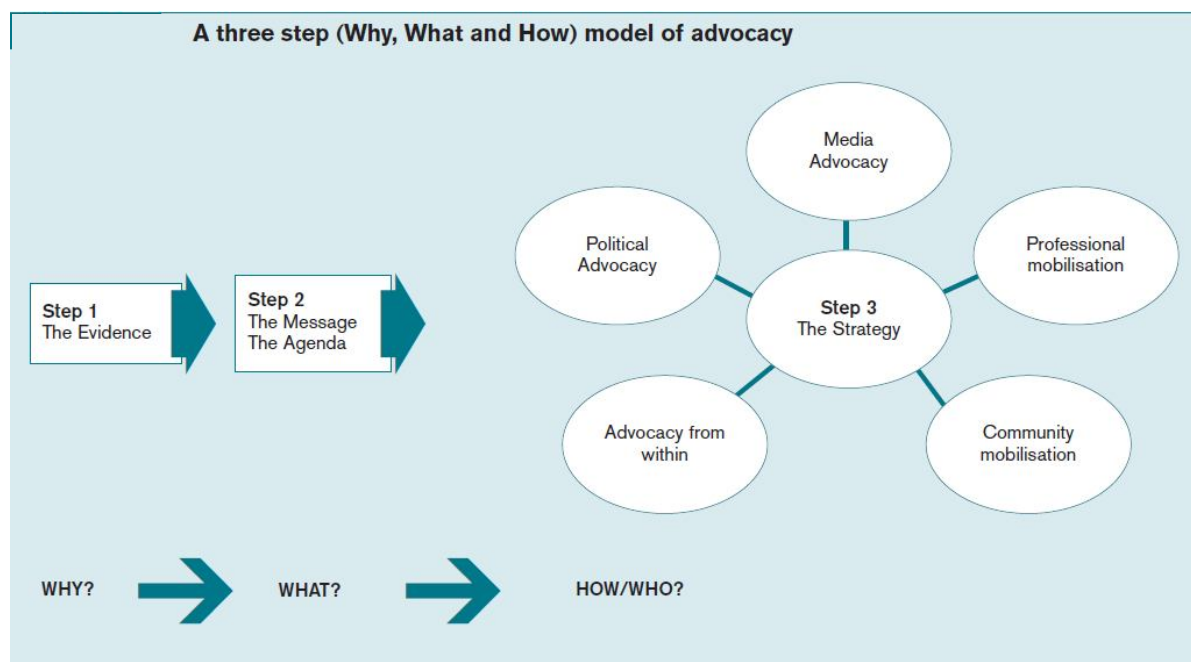 A three step (Why, What and How) model of advocacy
Media
Advocacy
Political
Advocacy
Professional
mobilisation
Step 1
The Evidence
Step 2
The Message
The Agenda
Step 3
The Strategy
Advocacy from
within
Community
mobilisation
WHY?
WHAT?
HOW/WHO?